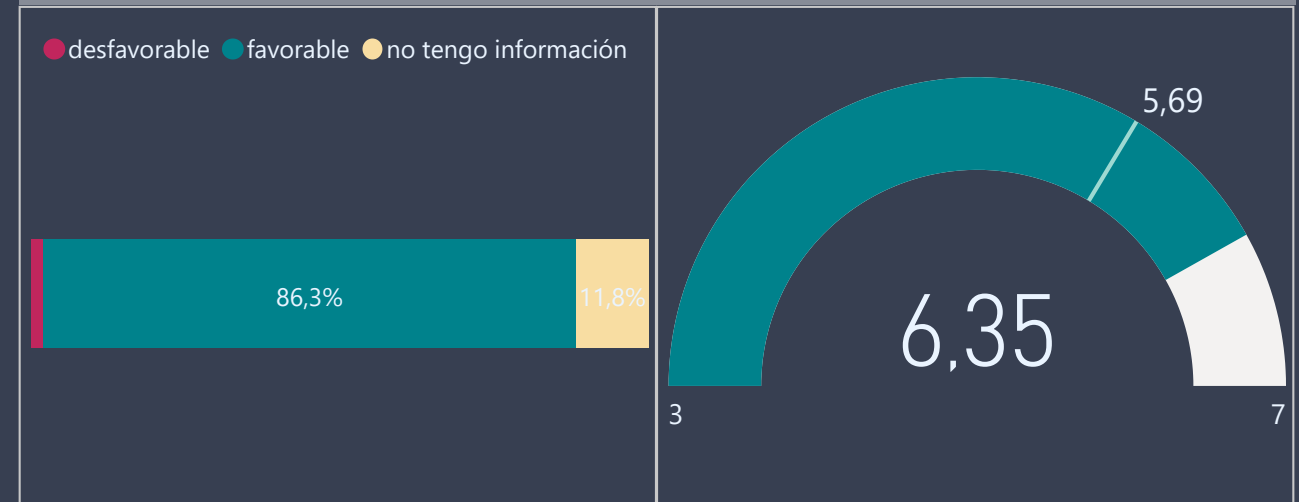 desfavorable favorable no tengo información
86,3% 11,8%
5,69
6,35
3 7